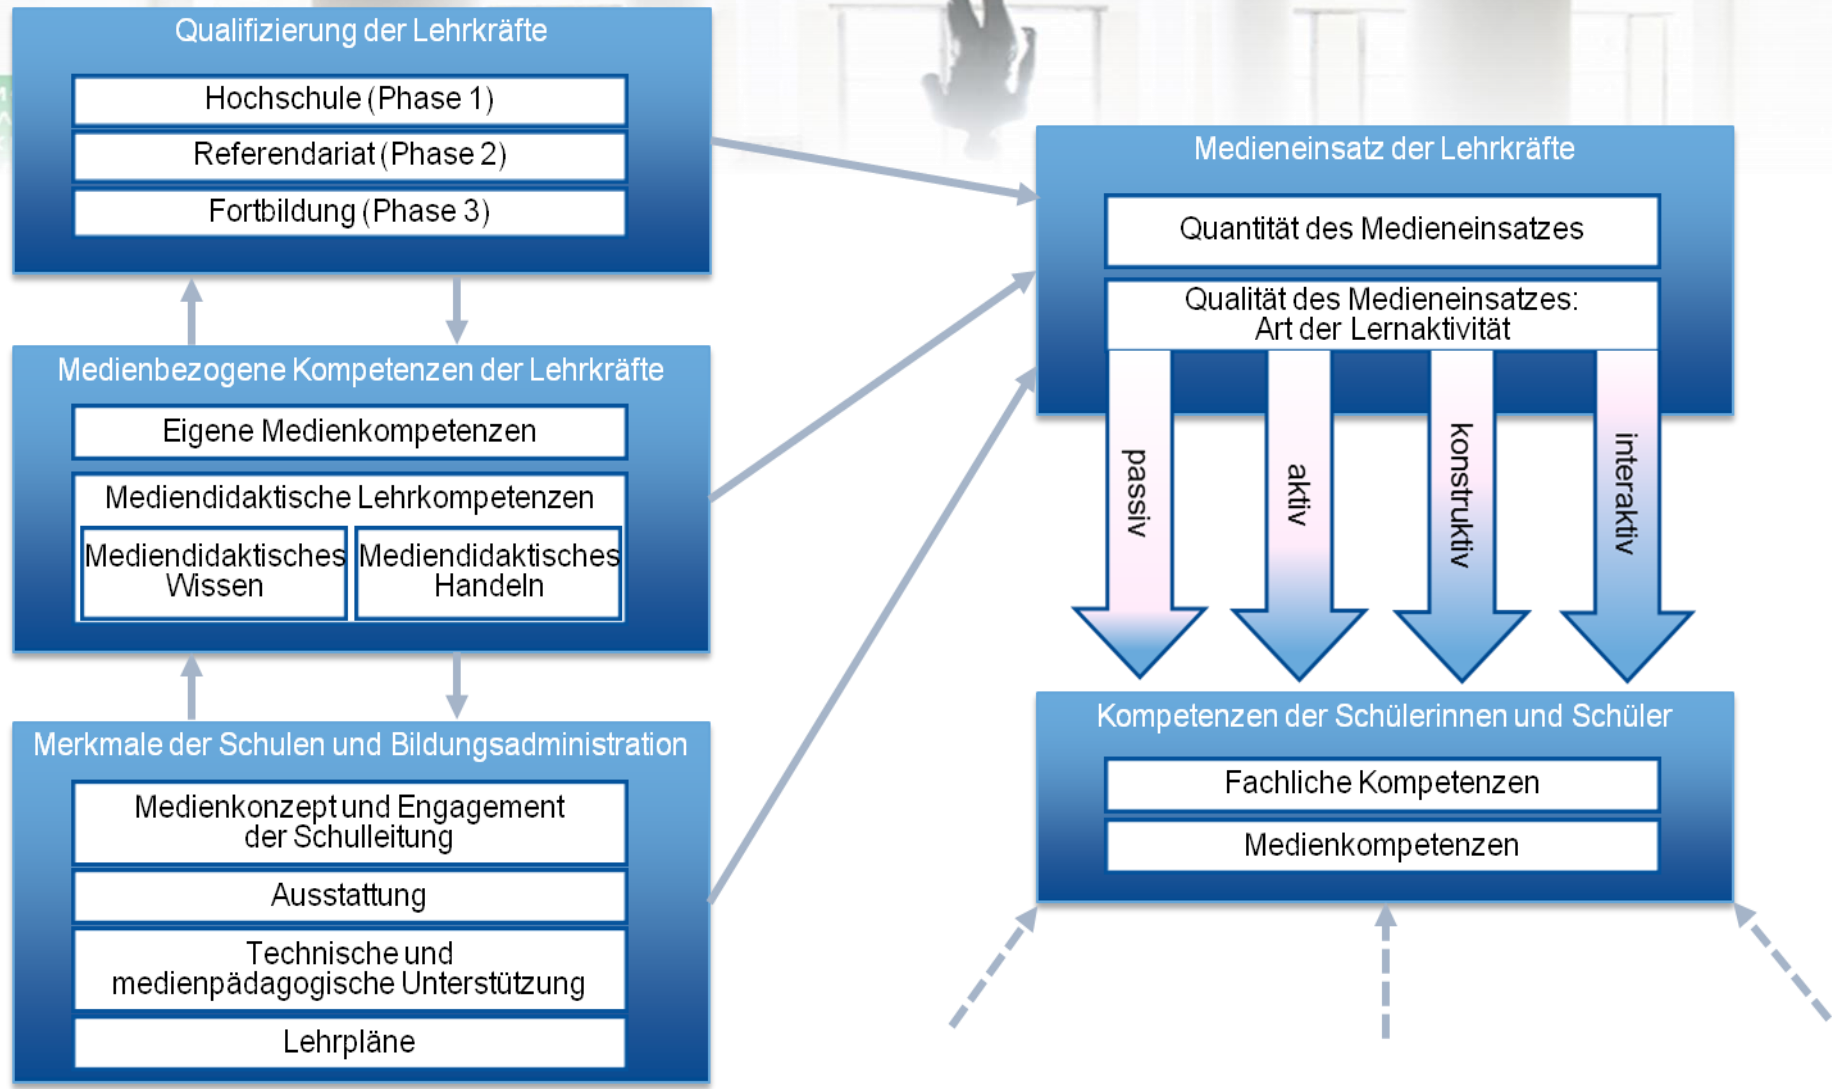 Qualifizierung der Lehrkräfte
Hochschule (Phase 1)
Referendariat (Phase 2)
Fortbildung (Phase 3)
Medienbezogene Kompetenzen der Lehrkräfte
Eigene Medienkompetenzen
Mediendidaktische Lehrkompetenzen
Mediendidaktisches
Wissen
Mediendidaktisches
Handeln
Merkmale der Schulen und Bildungsadministration
Medienkonzept und Engagement
der Schulleitung
Ausstattung
Technische und
medienpädagogische Unterstützung
Lehrpläne
Medieneinsatz der Lehrkräfte
Quantität des Medieneinsatzes
Qualität des Medieneinsatzes:
Art der Lernaktivität
passiv
aktiv
konstruktiv
interaktiv
Kompetenzen der Schülerinnen und Schüler
Fachliche Kompetenzen
Medienkompetenzen